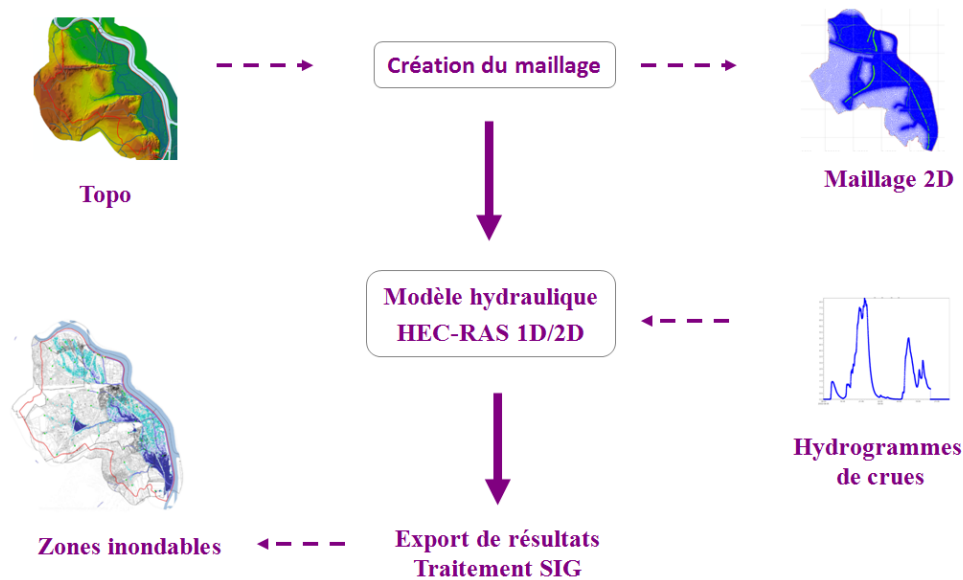 Création du maillage
Topo
Maillage 2D
Modèle hydraulique
HEC-RAS 1D/2D
Hydrogrammes
de crues
Zones inondables
Export de résultats
Traitement SIG